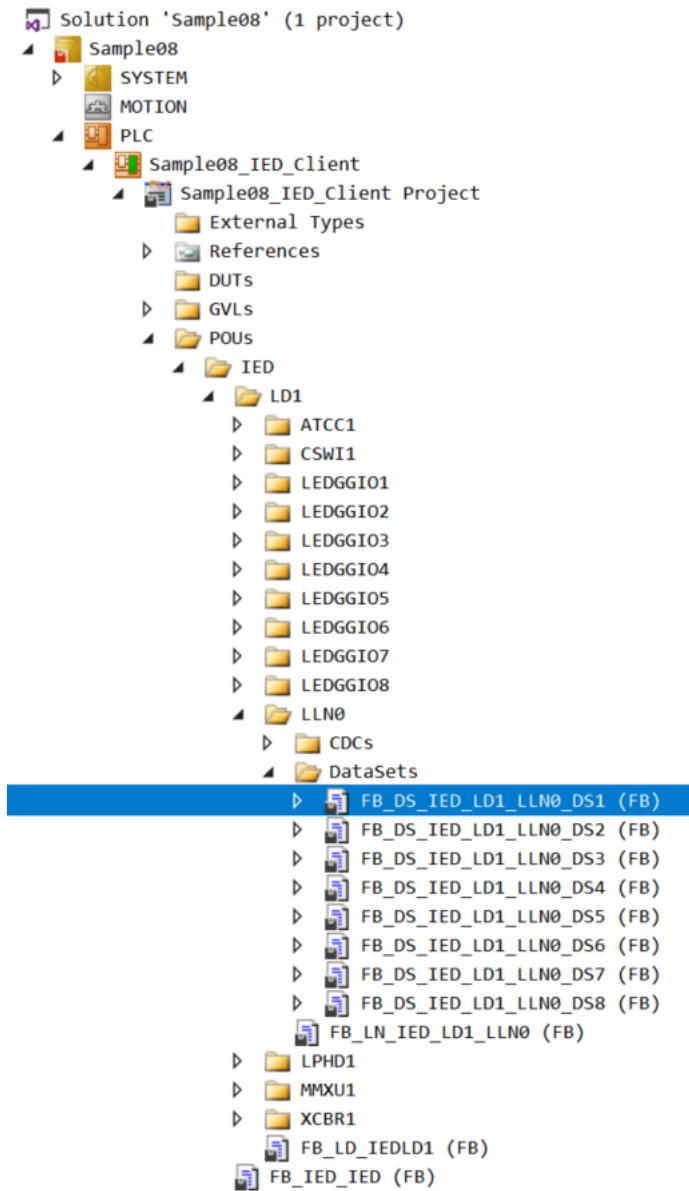 Solution 'Sample08' (1 project)
Sample08
SYSTEM
MOTION
PLC
Sample08_IED_Client
Sample08_IED_Client Project
External Types
References
DUTs
GVLs
POUs
IED
LD1
ATCC1
CSWI1
LEDGGIO1
LEDGGIO2
LEDGGIO3
LEDGGIO4
LEDGGIO5
LEDGGIO6
LEDGGIO7
LEDGGIO8
LLN0
CDCs
DataSets
FB_DS_IED_LD1_LLN0_DS1 (FB)
FB_DS_IED_LD1_LLN0_DS2 (FB)
FB_DS_IED_LD1_LLN0_DS3 (FB)
FB_DS_IED_LD1_LLN0_DS4 (FB)
FB_DS_IED_LD1_LLN0_DS5 (FB)
FB_DS_IED_LD1_LLN0_DS6 (FB)
FB_DS_IED_LD1_LLN0_DS7 (FB)
FB_DS_IED_LD1_LLN0_DS8 (FB)
FB_LN_IED_LD1_LLN0 (FB)
LPHD1
MMXU1
XCBR1
FB_LD_IEDLD1 (FB)
FB_IED_IED (FB)